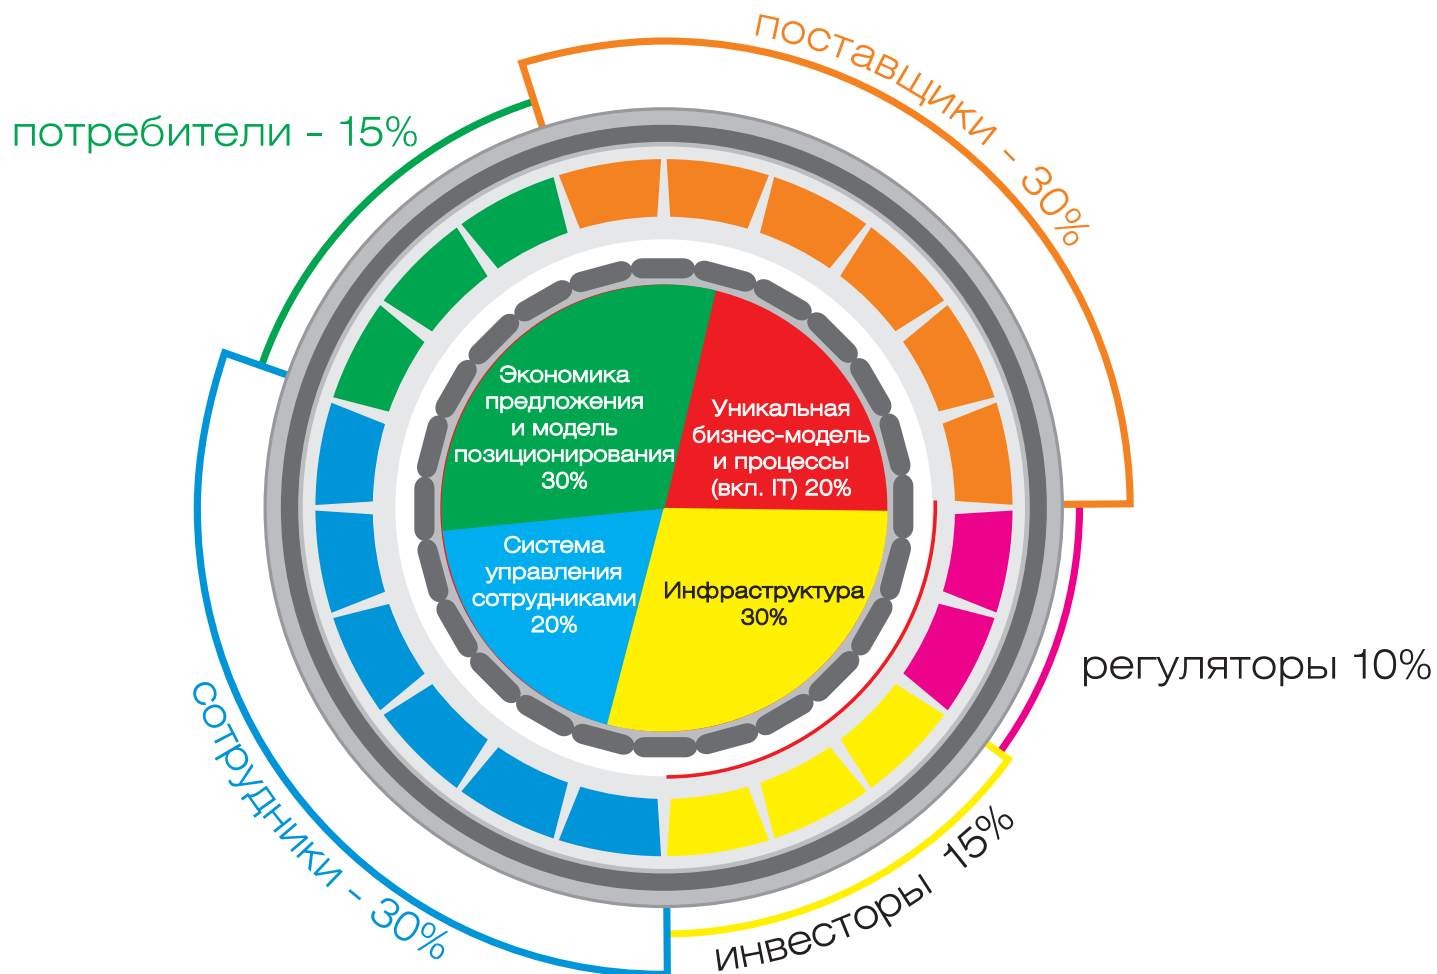 поставщики - 30%
потребители - 15%
Экономика
предложения
и модель
позиционирования
30%
Уникальная
бизнес-модель
и процессы
(вкл. IT) 20%
Система
управления
сотрудниками
20%
Инфраструктура
30%
регуляторы 10%
сотрудники - 30%
инвесторы 15%